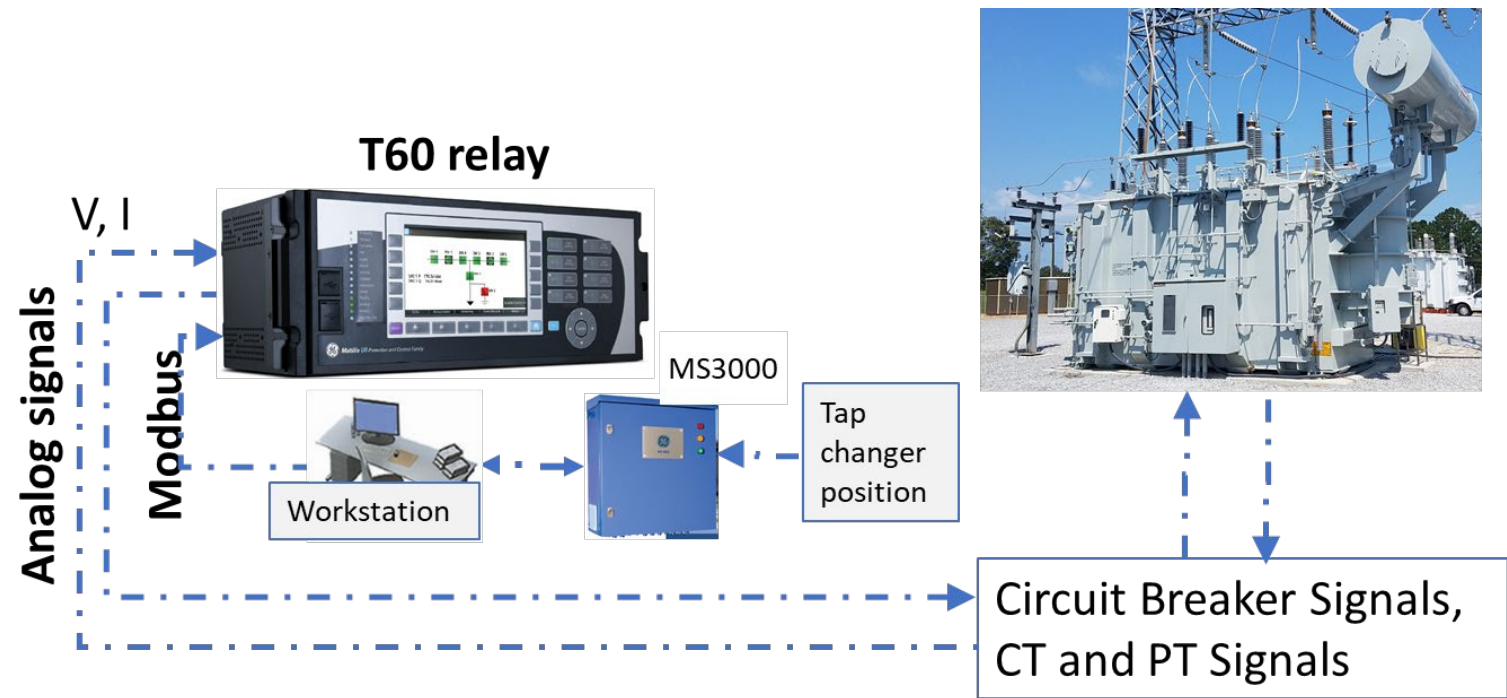 T60 relay
V, I
Analog signals
Modbus
MS3000
Tap
changer
position
Workstation
Circuit Breaker Signals,
CT and PT Signals